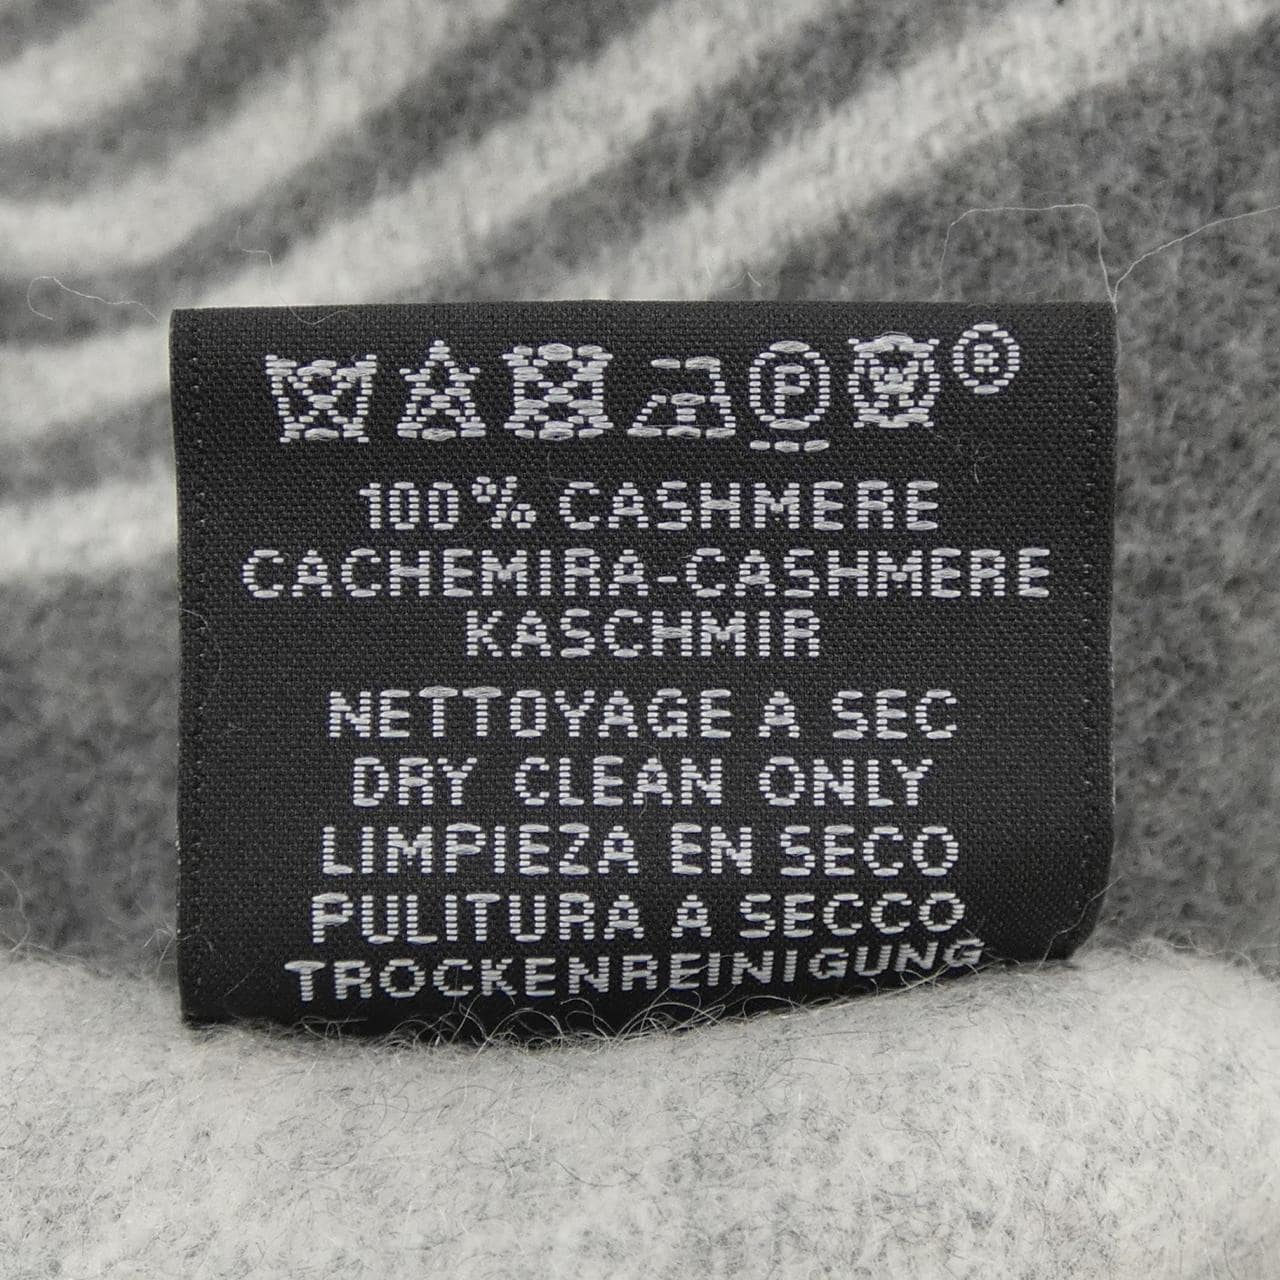 P W ®
100% CASHMERE
CACHEMIRA-CASHMERE
KASCHMIR
NETTOYAGE A SEC
DRY CLEAN ONLY
LIMPIEZA EN SECO
PULITURA A SECCO
TROCKENREINIGUNG